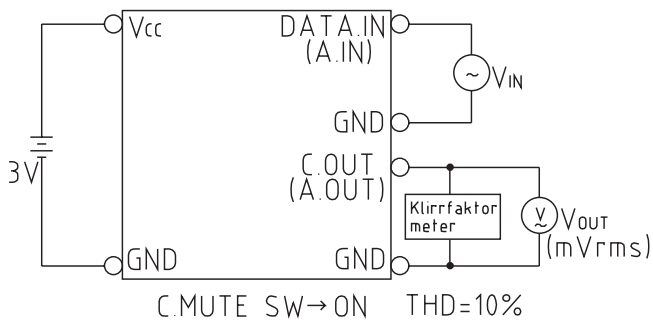 Vcc
DATA.IN
(A.IN)
VIN
GND
3V
C.OUT
(A.OUT)
Klirrfaktor
meter
V
VOUT
(mVrms)
GND
GND
C.MUTE SW→ON
THD=10%